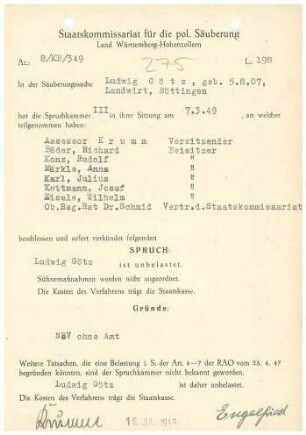 Staatskommissariat für die pol. Säuberung
Land Württemberg-Hohenzollern
Az.: 8/KB/349
275
L 198
In der Säuberungssache Ludwig Götz, geb. 5.8.07,
Landwirt, Böttingen
hat die Spruchkammer III in ihrer Sitzung am 7.3.49, an welcher
teilgenommen haben:
Assessor Krumm Vorsitzender
Bäder, Richard Beisitzer
Kenz, Rudolf "
Märkle, Anna "
Karl, Julius "
Kottmann, Josef "
Eisele, Wilhelm "
Ob.Reg.Rat Dr.Schmid Vertr.d.Staatskommissariat
beschlossen und sofort verkündet folgenden
SPRUCH:
Ludwig Götz
ist unbelastet.
Sühnemaßnahmen werden nicht angeordnet.
Die Kosten des Verfahrens trägt die Staatskasse.
Gründe:
NSV ohne Amt
Weitere Tatsachen, die eine Belastung i. S. der Art. 4-7 der RAO vom 25. 4. 47
begründen könnten, sind der Spruchkammer nicht bekannt geworden.
Ludwig Götz ist daher unbelastet.
Die Kosten des Verfahrens trägt die Staatskasse.
Krumm Engelfried